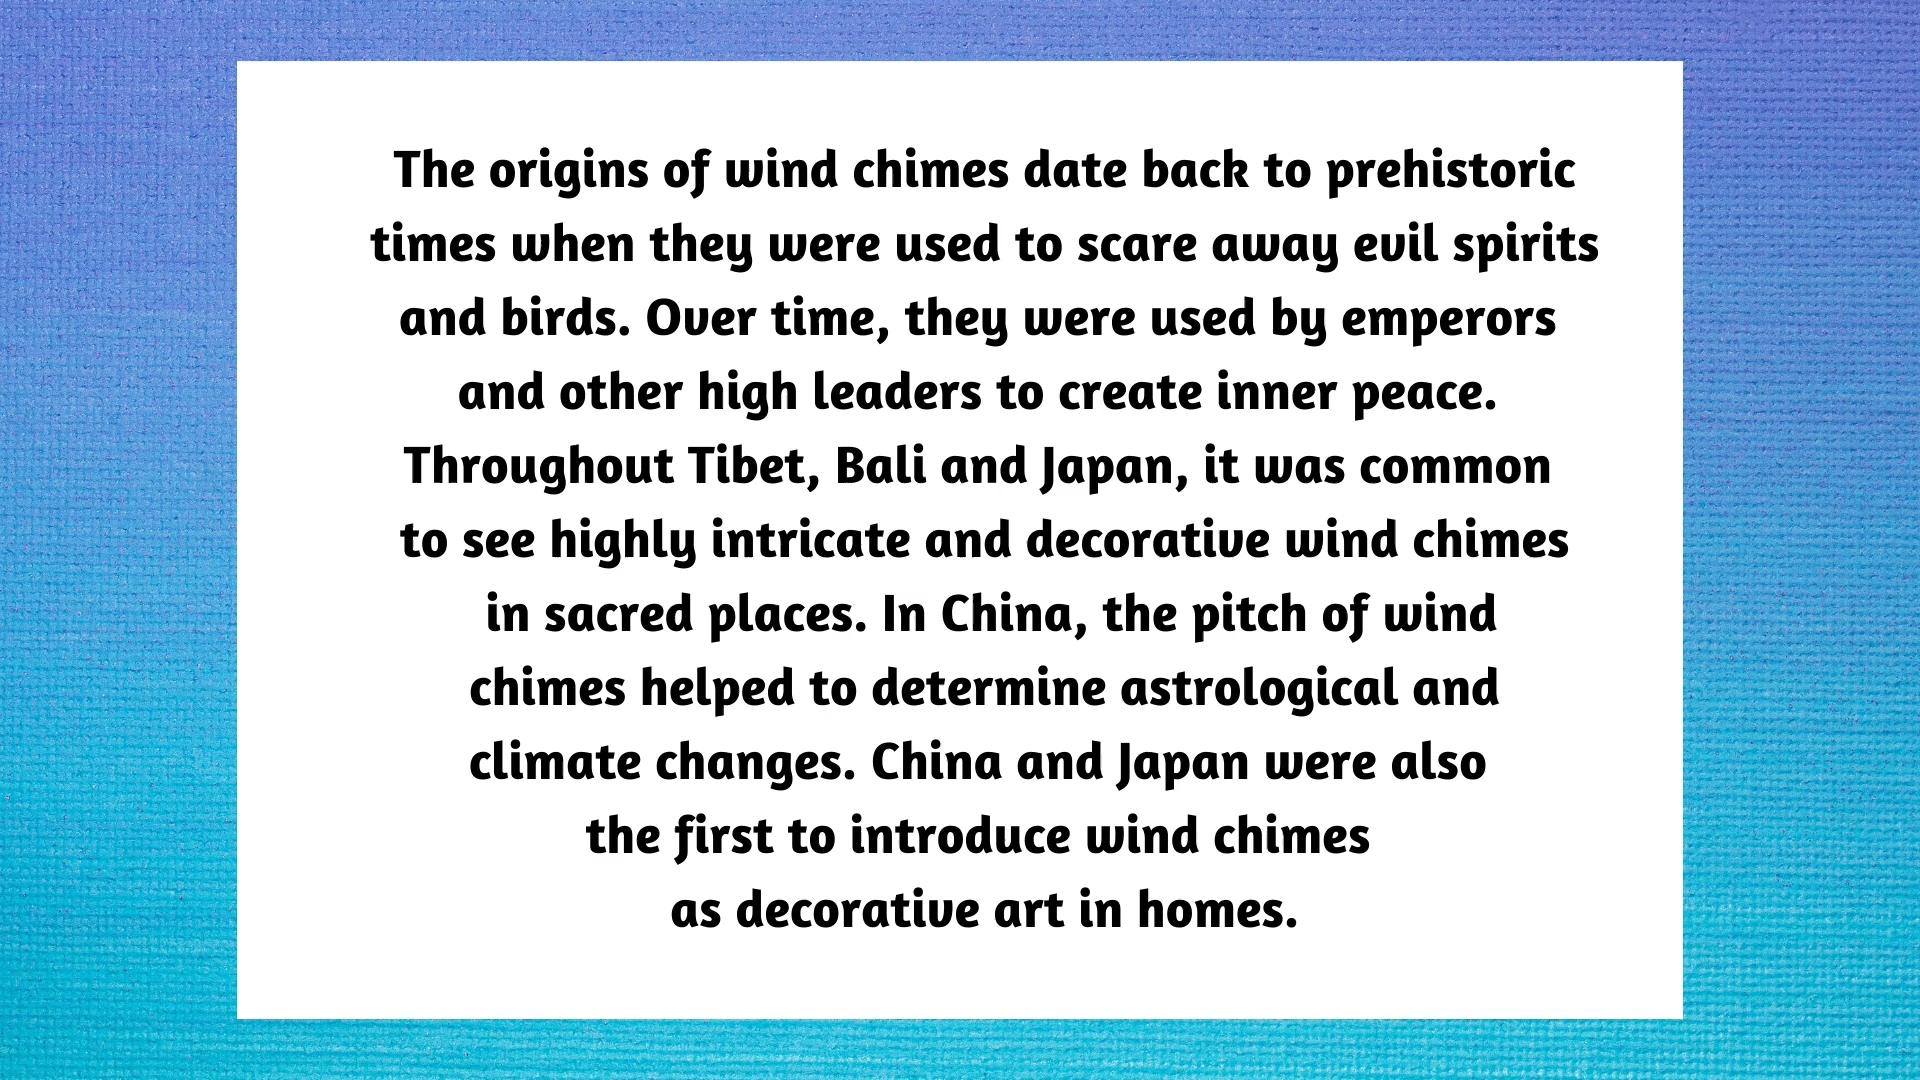 The origins of wind chimes date back to prehistoric
times when they were used to scare away evil spirits
and birds. Over time, they were used by emperors
and other high leaders to create inner peace.
Throughout Tibet, Bali and Japan, it was common
to see highly intricate and decorative wind chimes
in sacred places. In China, the pitch of wind
chimes helped to determine astrological and
climate changes. China and Japan were also
the first to introduce wind chimes
as decorative art in homes.